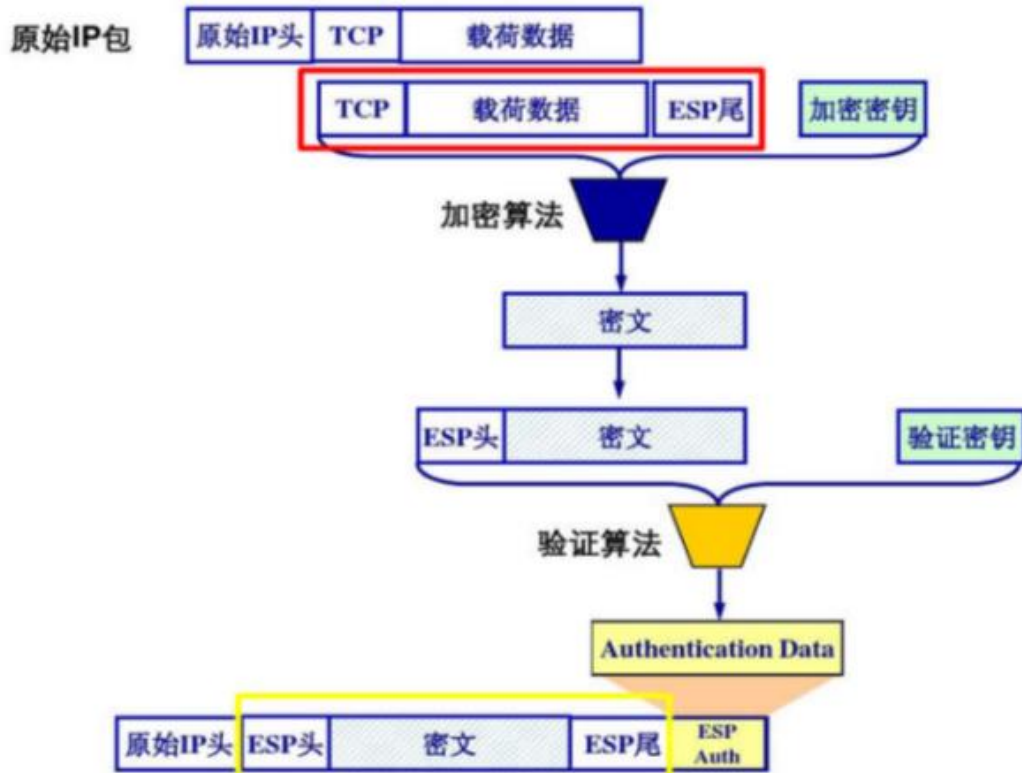 原始IP包 原始IP头 TCP 载荷数据
TCP 载荷数据 ESP尾 加密密钥
加密算法
密文
ESP头 密文 验证密钥
验证算法
Authentication Data
原始IP头 ESP头 密文 ESP尾 ESP
Auth